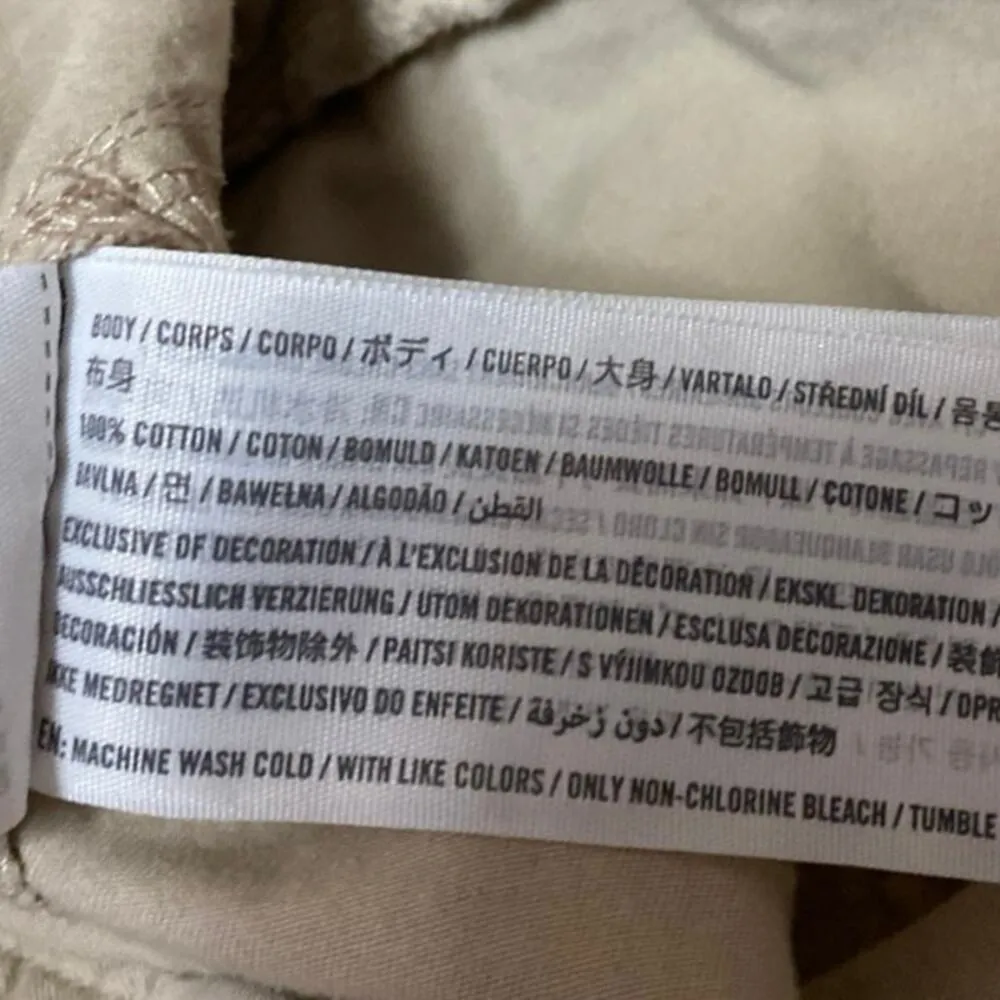 BODY / CORPS / CORPO / ボディ / CUERPO / 大身 / VARTALO / STŘEDNÍ DÍL / 몸통
布身
100% COTTON / COTON / BOMULD / KATOEN / BAUMWOLLE / BOMULL / COTONE / コッ
BAVLNA / 면 / BAWEŁNA / ALGODÃO / القطن
EXCLUSIVE OF DECORATION / À L'EXCLUSION DE LA DÉCORATION / EKSKL. DEKORATION /
AUSSCHLIESSLICH VERZIERUNG / UTOM DEKORATIONEN / ESCLUSA DECORAZIONE / 装飾
DECORACIÓN / 装飾物除外 / PAITSI KORISTE / S VÝJIMKOU OZDOB / 고급 장식 / OPR
IKKE MEDREGNET / EXCLUSIVO DO ENFEITE / دون زخرفة / 不包括飾物
EN: MACHINE WASH COLD / WITH LIKE COLORS / ONLY NON-CHLORINE BLEACH / TUMBLE